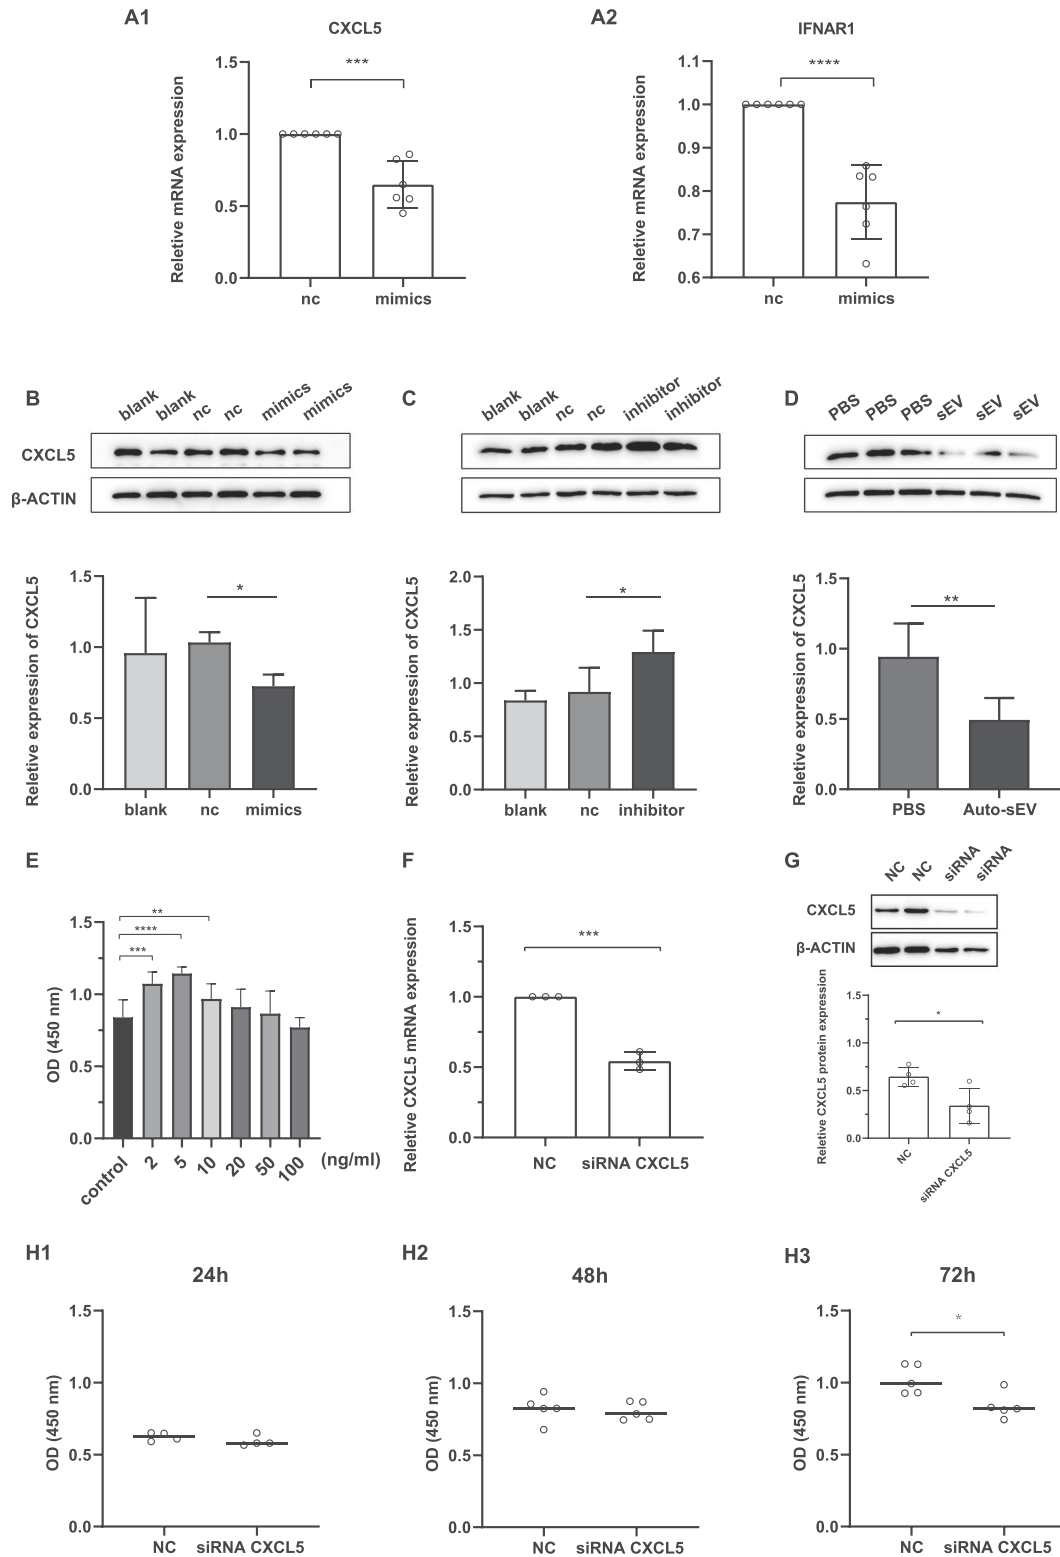 A1
CXCL5
Reletive mRNA expression
1.5
1.0
0.5
0.0
***
nc
mimics
A2
IFNAR1
Reletive mRNA expression
1.1
1.0
0.9
0.8
0.7
0.6
****
nc
mimics
B
blank
blank
nc
nc
mimics
mimics
CXCL5
β-ACTIN
Reletive expression of CXCL5
1.5
1.0
0.5
0.0
*
blank
nc
mimics
C
blank
blank
nc
nc
inhibitor
inhibitor
Reletive expression of CXCL5
2.0
1.5
1.0
0.5
0.0
*
blank
nc
inhibitor
D
PBS
PBS
PBS
sEV
sEV
sEV
Reletive expression of CXCL5
1.5
1.0
0.5
0.0
**
PBS
Auto-sEV
E
OD (450 nm)
1.5
1.0
0.5
0.0
**
****
***
control
2
5
10
20
50
100
(ng/ml)
F
Reletive CXCL5 mRNA expression
1.5
1.0
0.5
0.0
***
NC
siRNA CXCL5
G
NC
NC
siRNA
siRNA
CXCL5
β-ACTIN
Reletive CXCL5 protein expression
1.5
1.0
0.5
0.0
*
NC
siRNA CXCL5
H1
24h
OD (450 nm)
1.5
1.0
0.5
0.0
NC
siRNA CXCL5
H2
48h
OD (450 nm)
1.5
1.0
0.5
0.0
NC
siRNA CXCL5
H3
72h
OD (450 nm)
1.5
1.0
0.5
0.0
*
NC
siRNA CXCL5